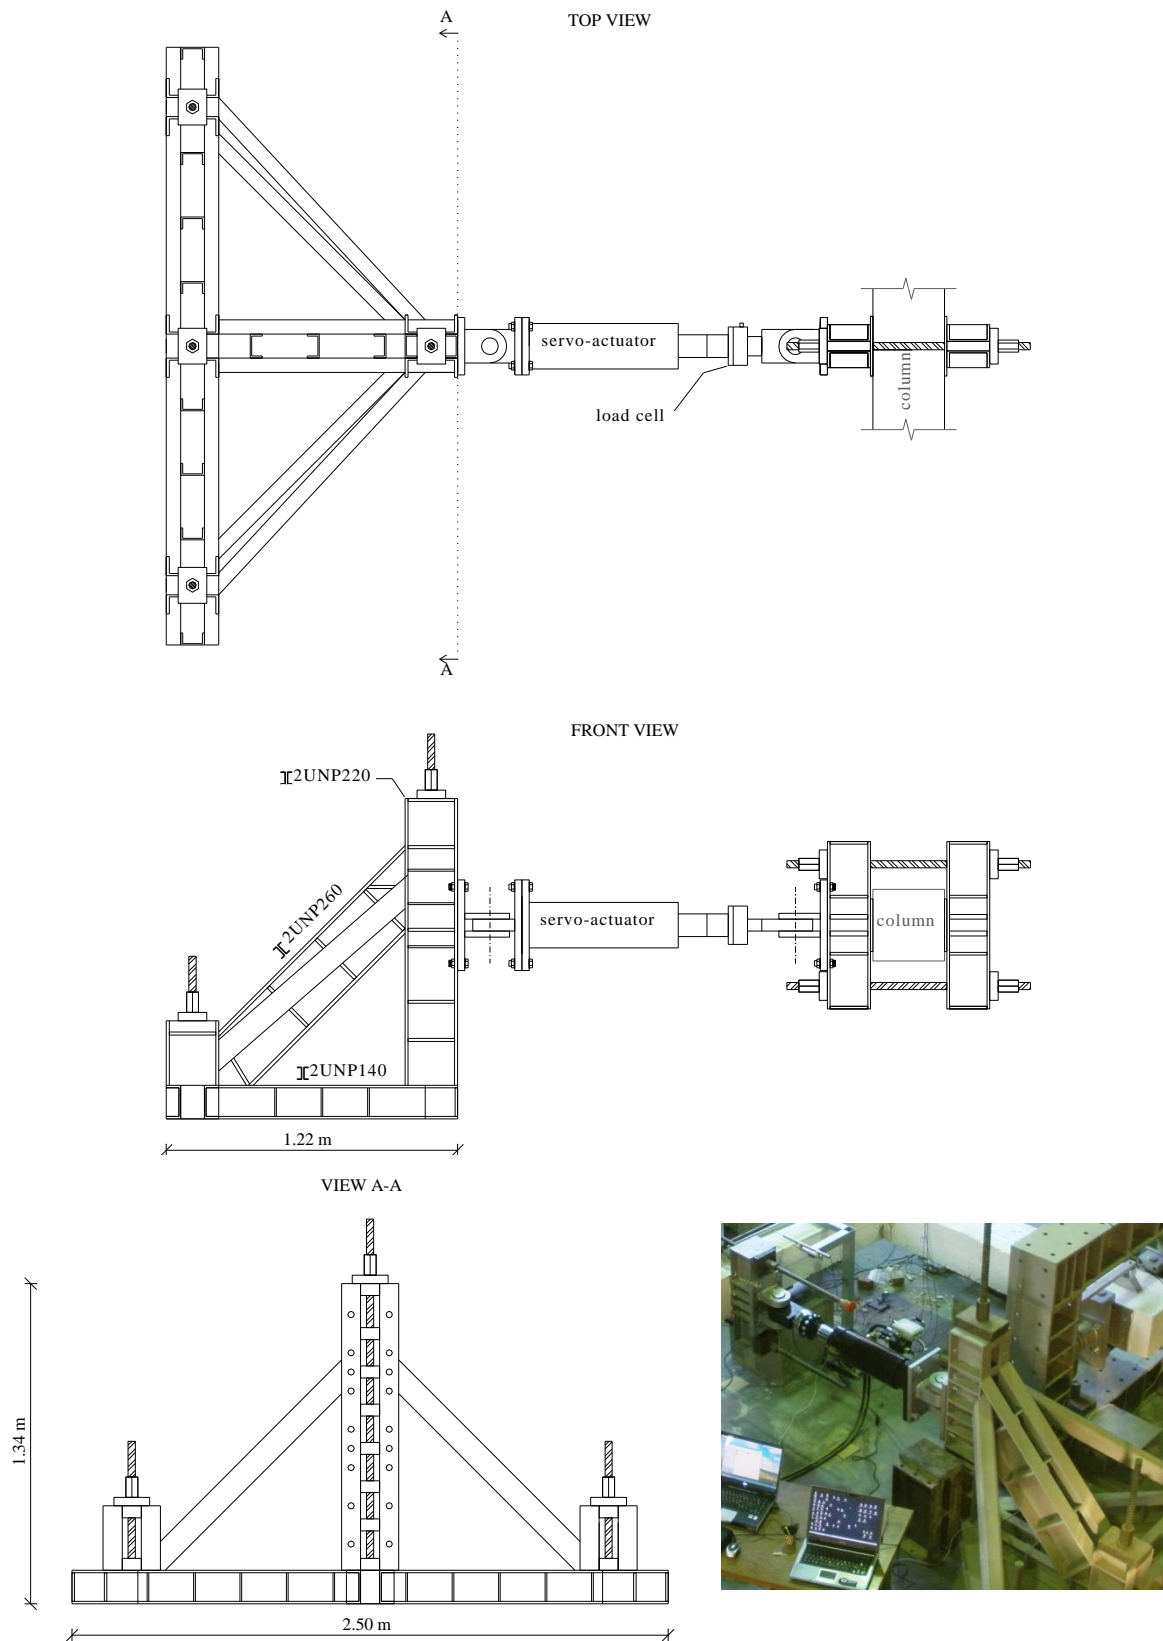 A
TOP VIEW
servo-actuator
column
load cell
A
FRONT VIEW
2UNP220
2UNP260
servo-actuator
column
2UNP140
1.22 m
VIEW A-A
1.34 m
2.50 m